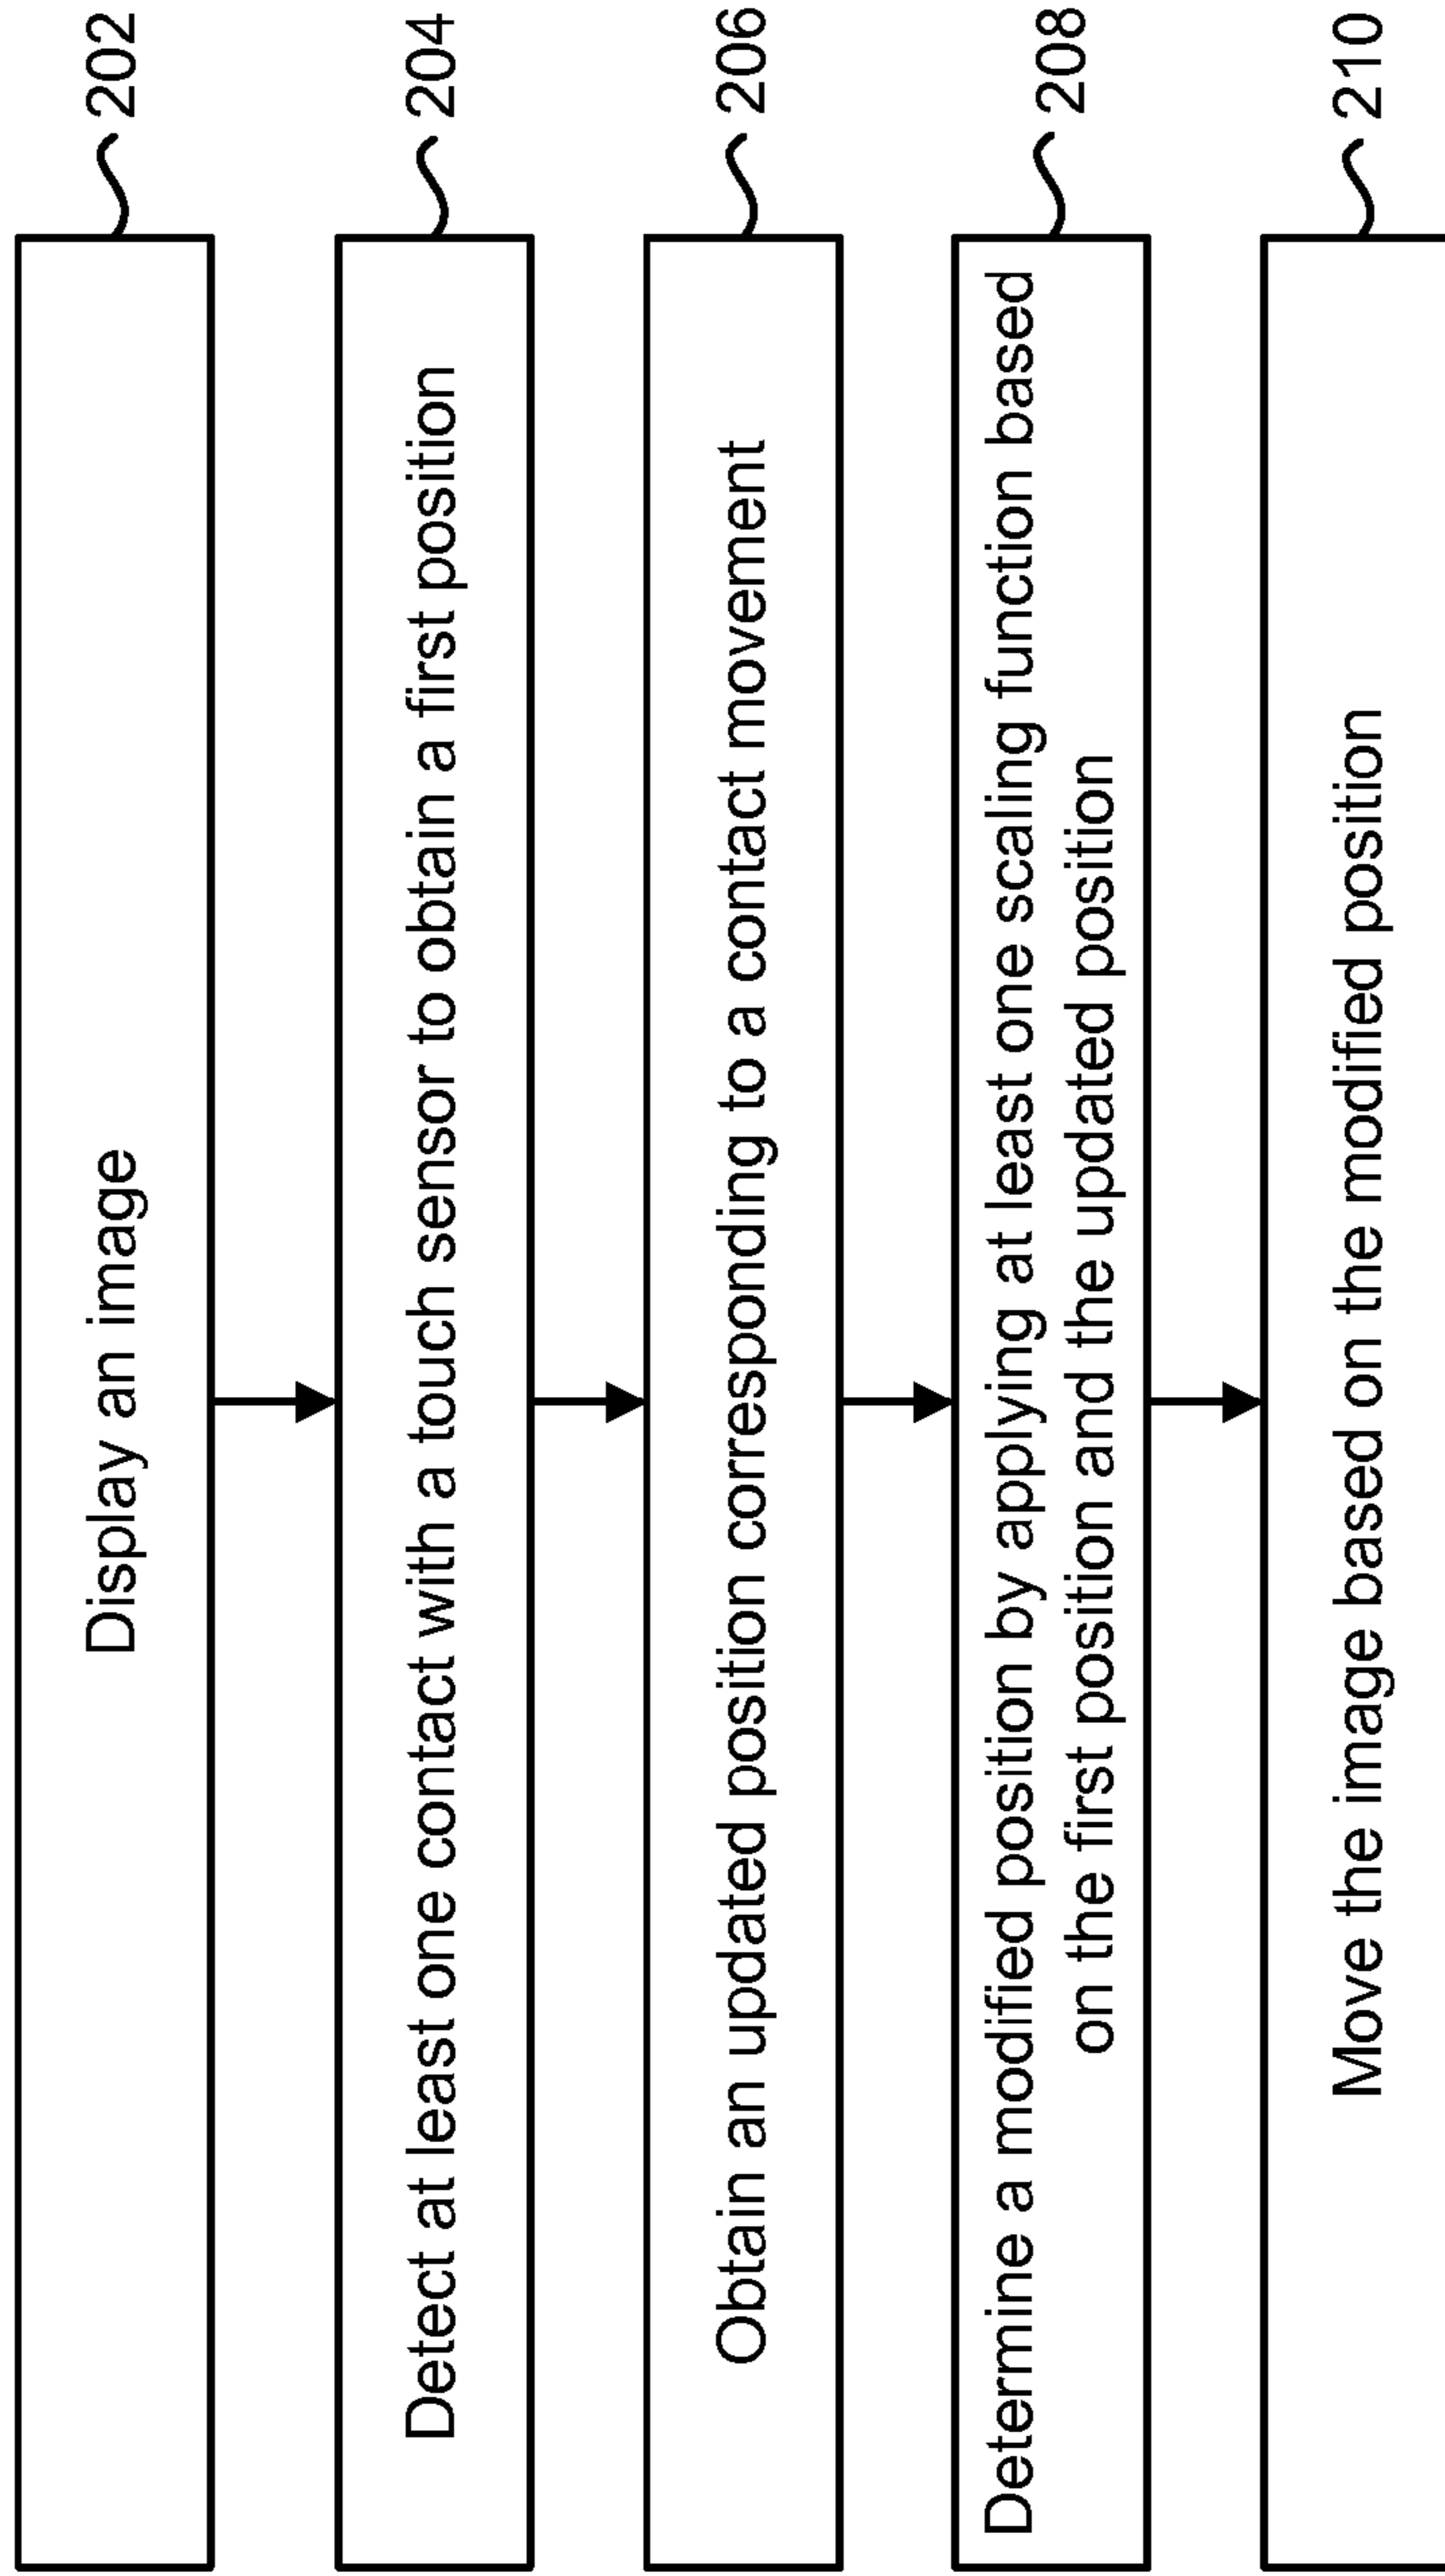 Display an image
202
Detect at least one contact with a touch sensor to obtain a first position
204
Obtain an updated position corresponding to a contact movement
206
Determine a modified position by applying at least one scaling function based
on the first position and the updated position
208
Move the image based on the modified position
210